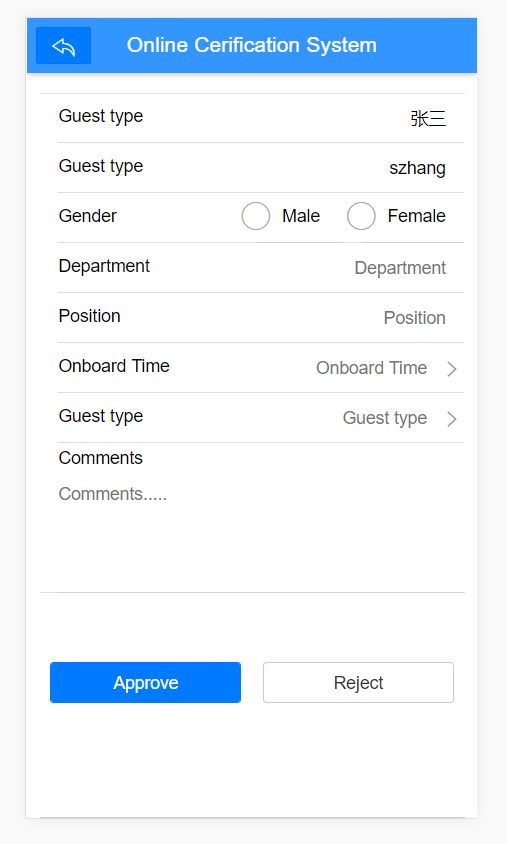 Online Cerification System
Guest type 张三
Guest type szhang
Gender Male Female
Department Department
Position Position
Onboard Time Onboard Time
Guest type Guest type
Comments
Comments.....
Approve Reject